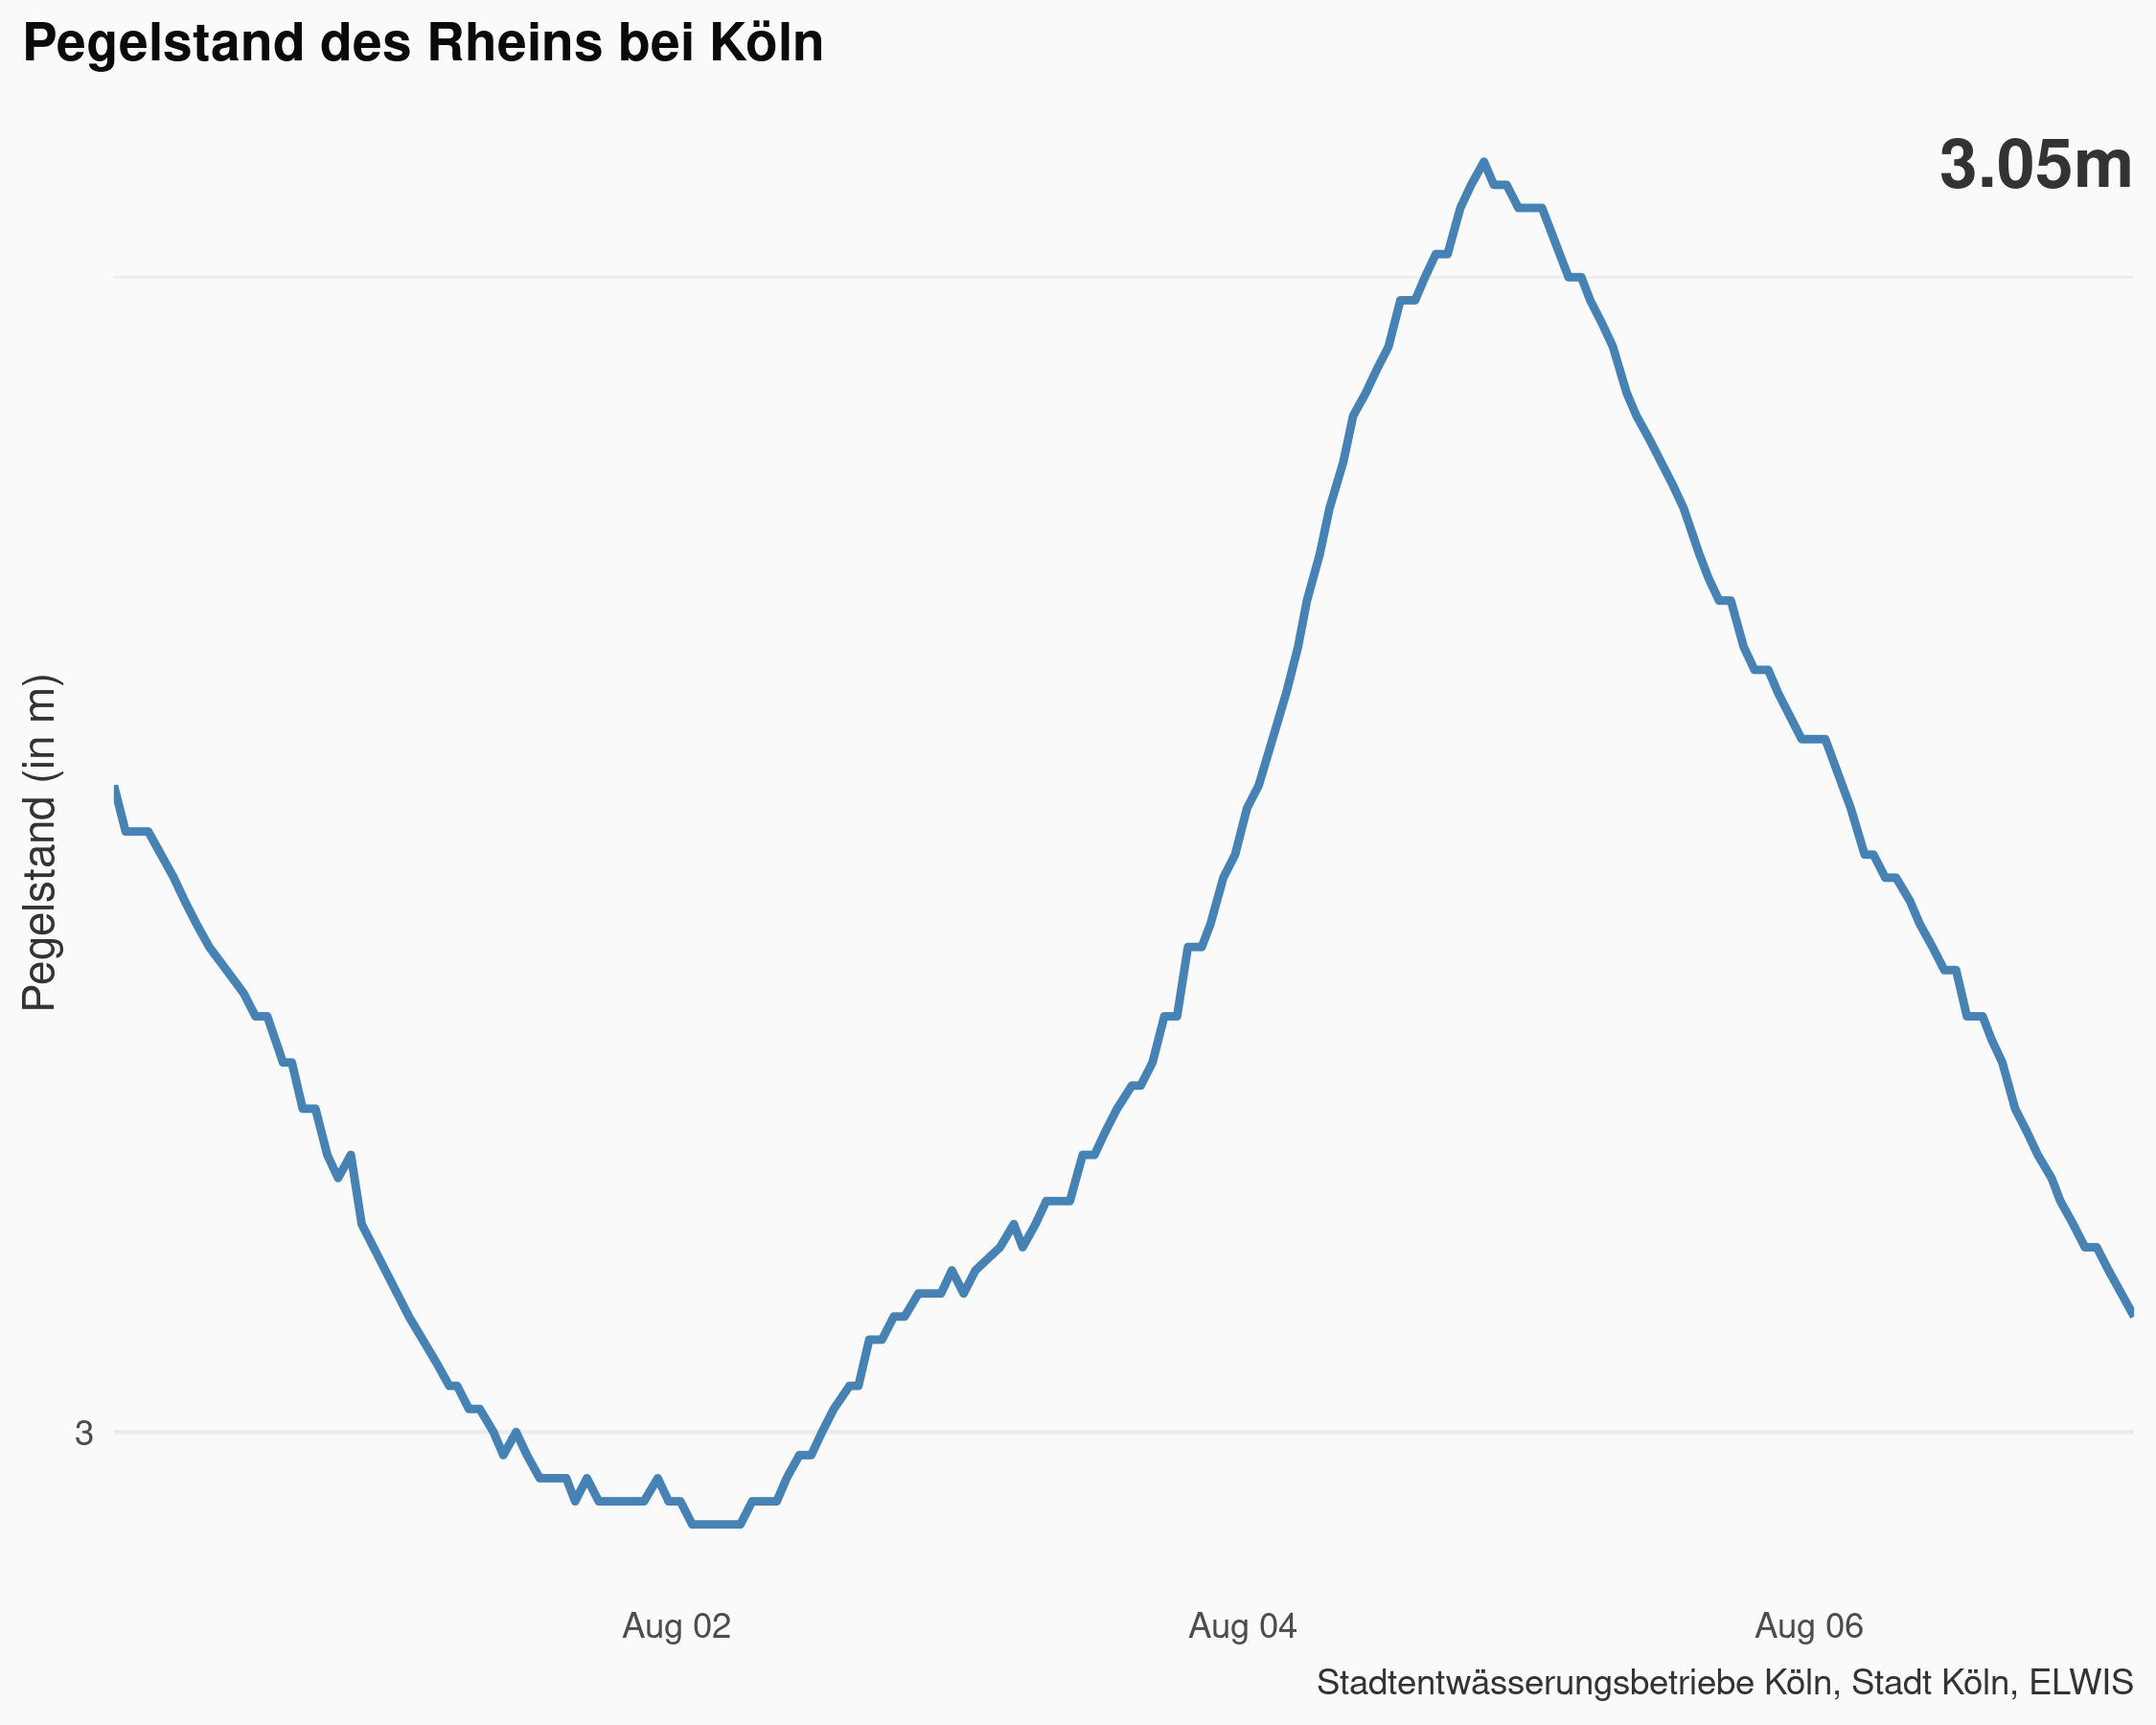 Pegelstand des Rheins bei Köln
3.05m
Pegelstand (in m)
3
Aug 02
Aug 04
Aug 06
Stadtentwässerungsbetriebe Köln, Stadt Köln, ELWIS